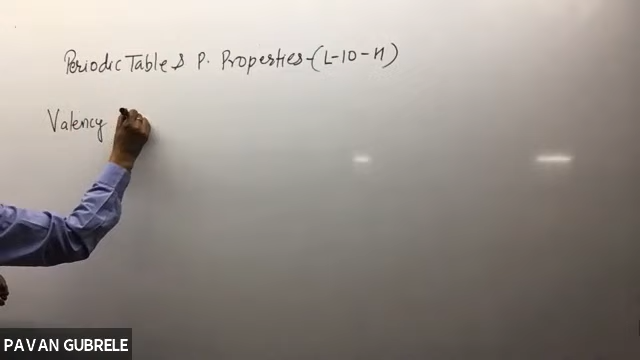 Periodic Table & P. Properties-(L-10-H)
Valency
PAVAN GUBRELE